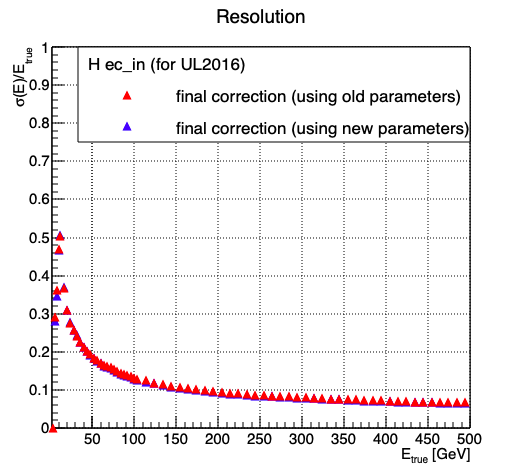 Resolution
σ(E)/E_true
1
0.9
0.8
0.7
0.6
0.5
0.4
0.3
0.2
0.1
0
H ec_in (for UL2016)
final correction (using old parameters)
final correction (using new parameters)
50 100 150 200 250 300 350 400 450 500
E_true [GeV]